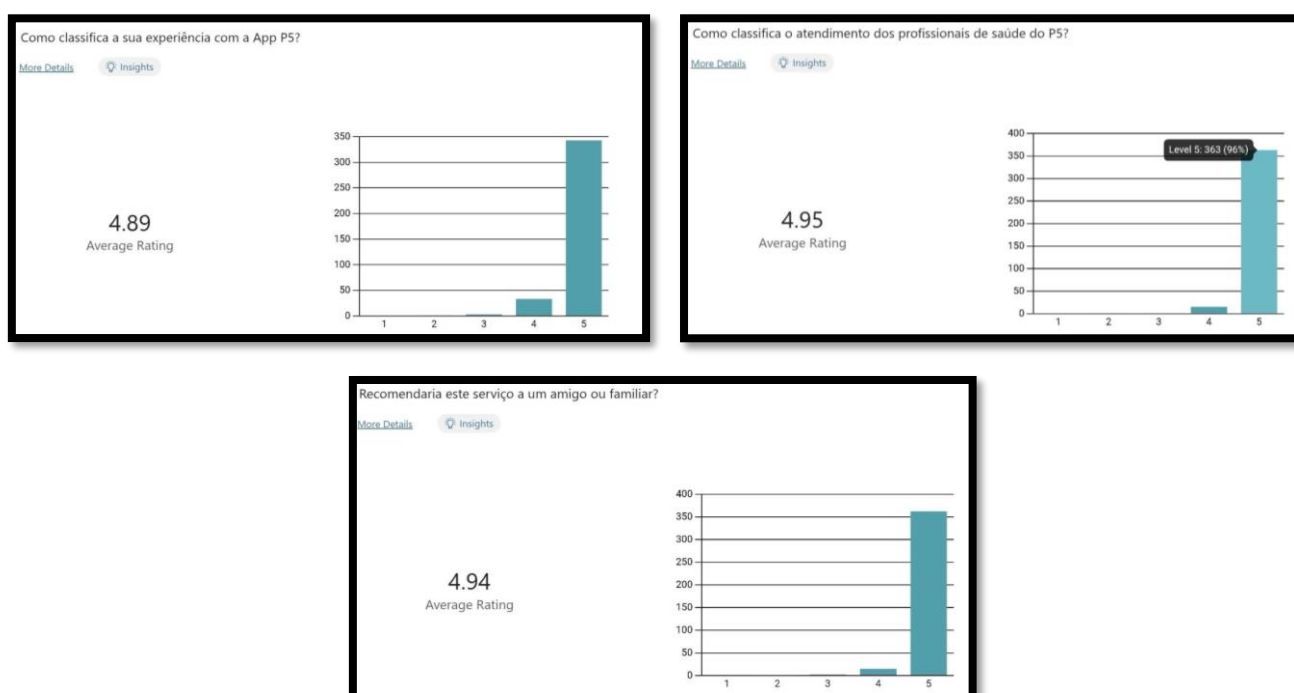 Como classifica a sua experiência com a App P5?
More Details Insights
4.89
Average Rating
350
300
250
200
150
100
50
0
1 2 3 4 5
Como classifica o atendimento dos profissionais de saúde do P5?
More Details Insights
4.95
Average Rating
400
350
300
250
200
150
100
50
0
Level 5: 363 (96%)
1 2 3 4 5
Recomendaria este serviço a um amigo ou familiar?
More Details Insights
4.94
Average Rating
400
350
300
250
200
150
100
50
0
1 2 3 4 5